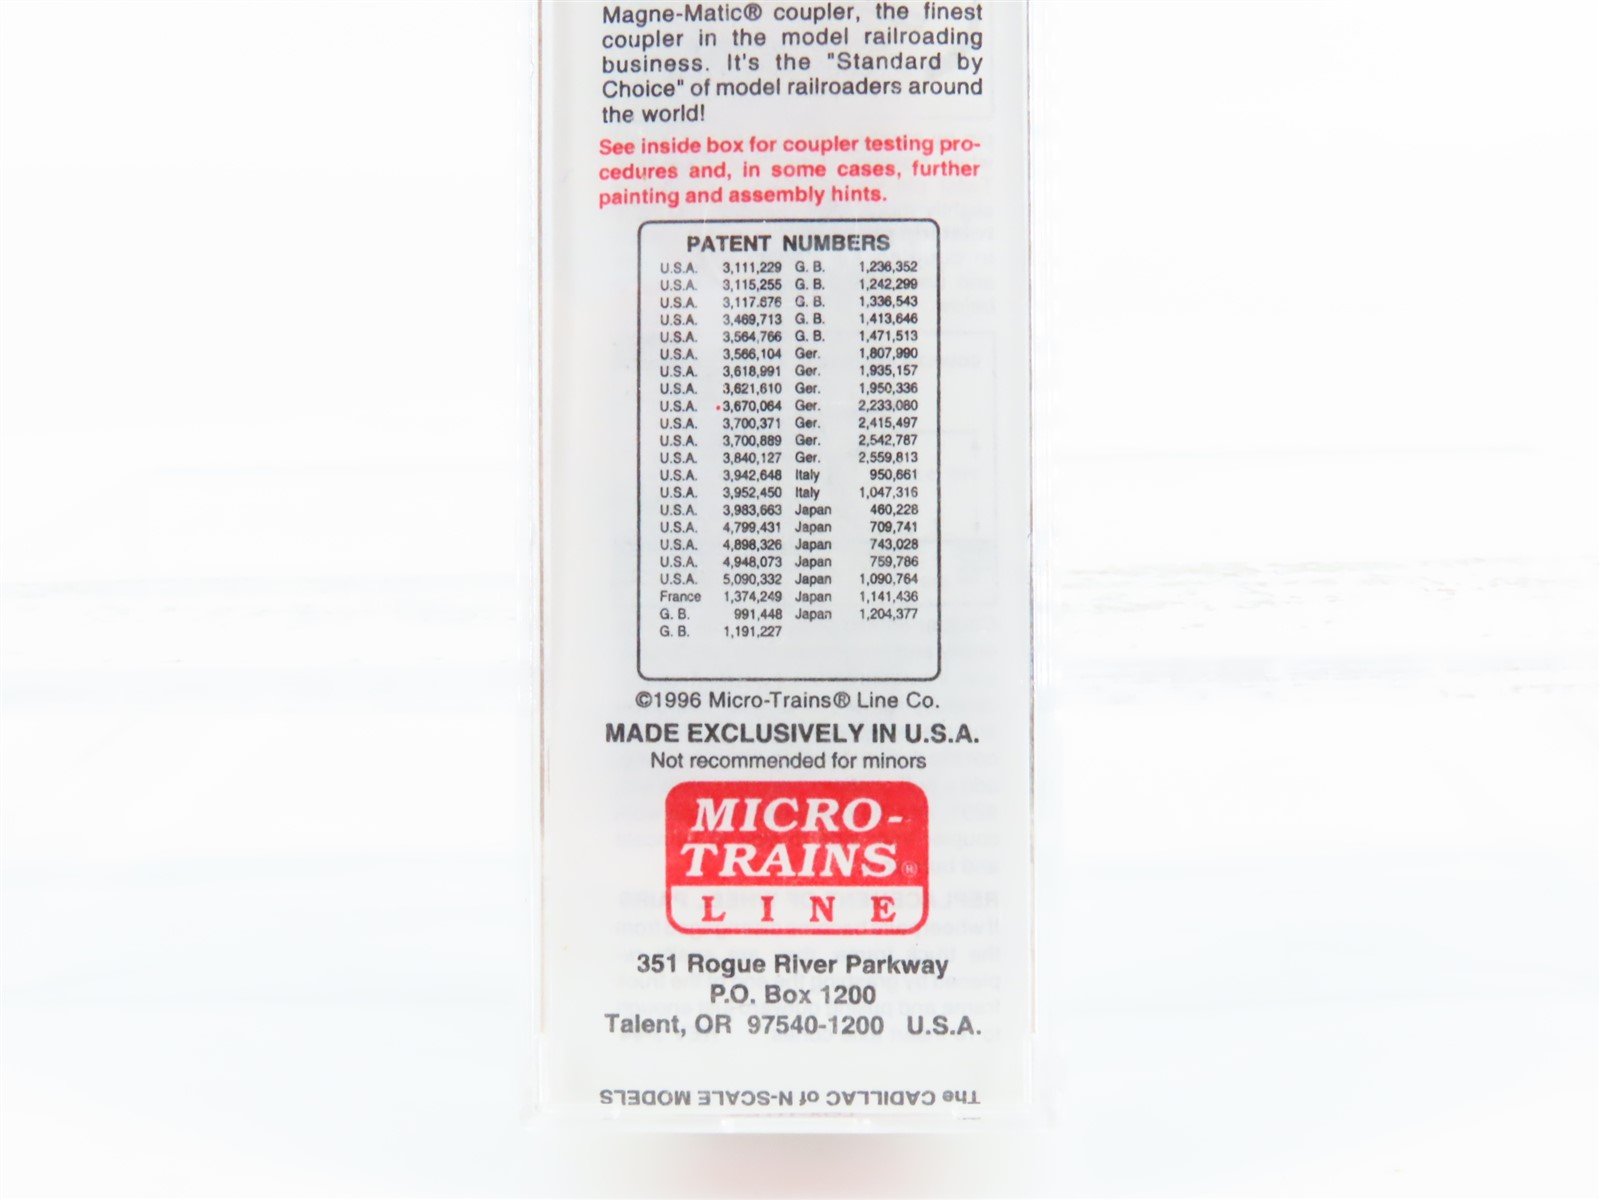 Magne-Matic® coupler, the finest
coupler in the model railroading
business. It's the "Standard by
Choice" of model railroaders around
the world!
See inside box for coupler testing pro-
cedures and, in some cases, further
painting and assembly hints.
PATENT NUMBERS
U.S.A. 3,111,229 G. B. 1,236,352
U.S.A. 3,115,255 G. B. 1,242,299
U.S.A. 3,117,676 G. B. 1,336,543
U.S.A. 3,469,713 G. B. 1,413,646
U.S.A. 3,564,766 G. B. 1,471,513
U.S.A. 3,566,104 Ger. 1,807,990
U.S.A. 3,618,991 Ger. 1,935,157
U.S.A. 3,621,610 Ger. 1,950,336
U.S.A. 3,670,064 Ger. 2,233,080
U.S.A. 3,700,371 Ger. 2,415,497
U.S.A. 3,700,889 Ger. 2,542,787
U.S.A. 3,840,127 Ger. 2,559,813
U.S.A. 3,942,648 Italy 950,661
U.S.A. 3,952,450 Italy 1,047,316
U.S.A. 3,983,663 Japan 460,228
U.S.A. 4,799,431 Japan 709,741
U.S.A. 4,898,326 Japan 743,028
U.S.A. 4,948,073 Japan 759,786
U.S.A. 5,090,332 Japan 1,090,764
France 1,374,249 Japan 1,141,436
G. B. 991,448 Japan 1,204,377
G. B. 1,191,227
©1996 Micro-Trains® Line Co.
MADE EXCLUSIVELY IN U.S.A.
Not recommended for minors
MICRO-
TRAINS®
LINE
351 Rogue River Parkway
P.O. Box 1200
Talent, OR 97540-1200 U.S.A.
The CADILLAC of N-SCALE MODELS